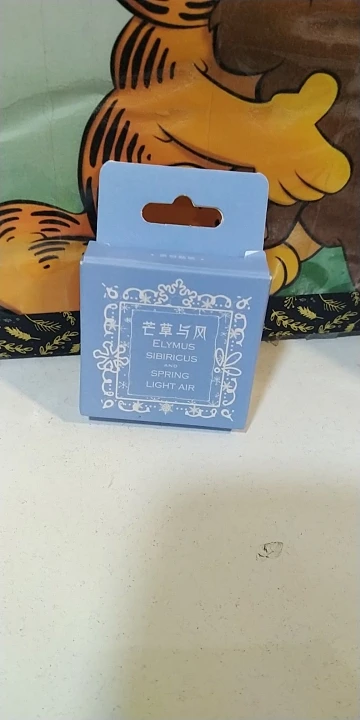 芒草与风
ELYMUS
SIBIRICUS
AND
SPRING
LIGHT AIR